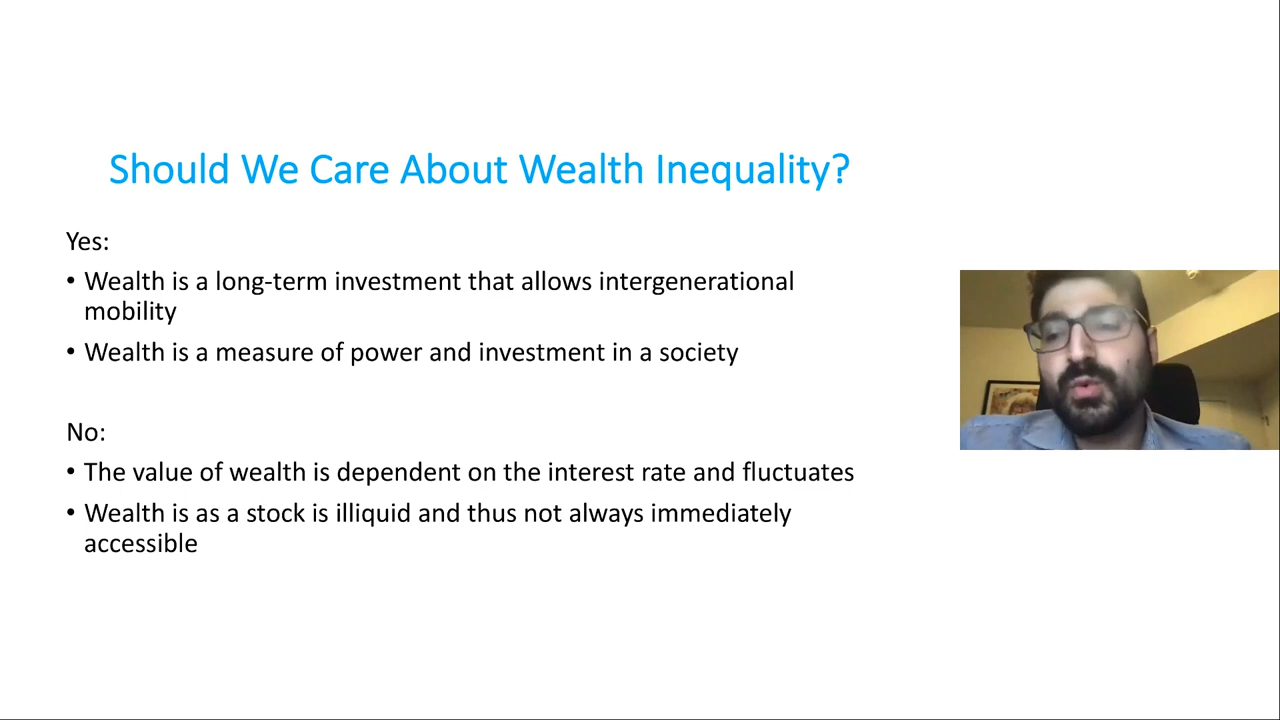 Should We Care About Wealth Inequality?
Yes:
• Wealth is a long-term investment that allows intergenerational
mobility
• Wealth is a measure of power and investment in a society
No:
• The value of wealth is dependent on the interest rate and fluctuates
• Wealth is as a stock is illiquid and thus not always immediately
accessible